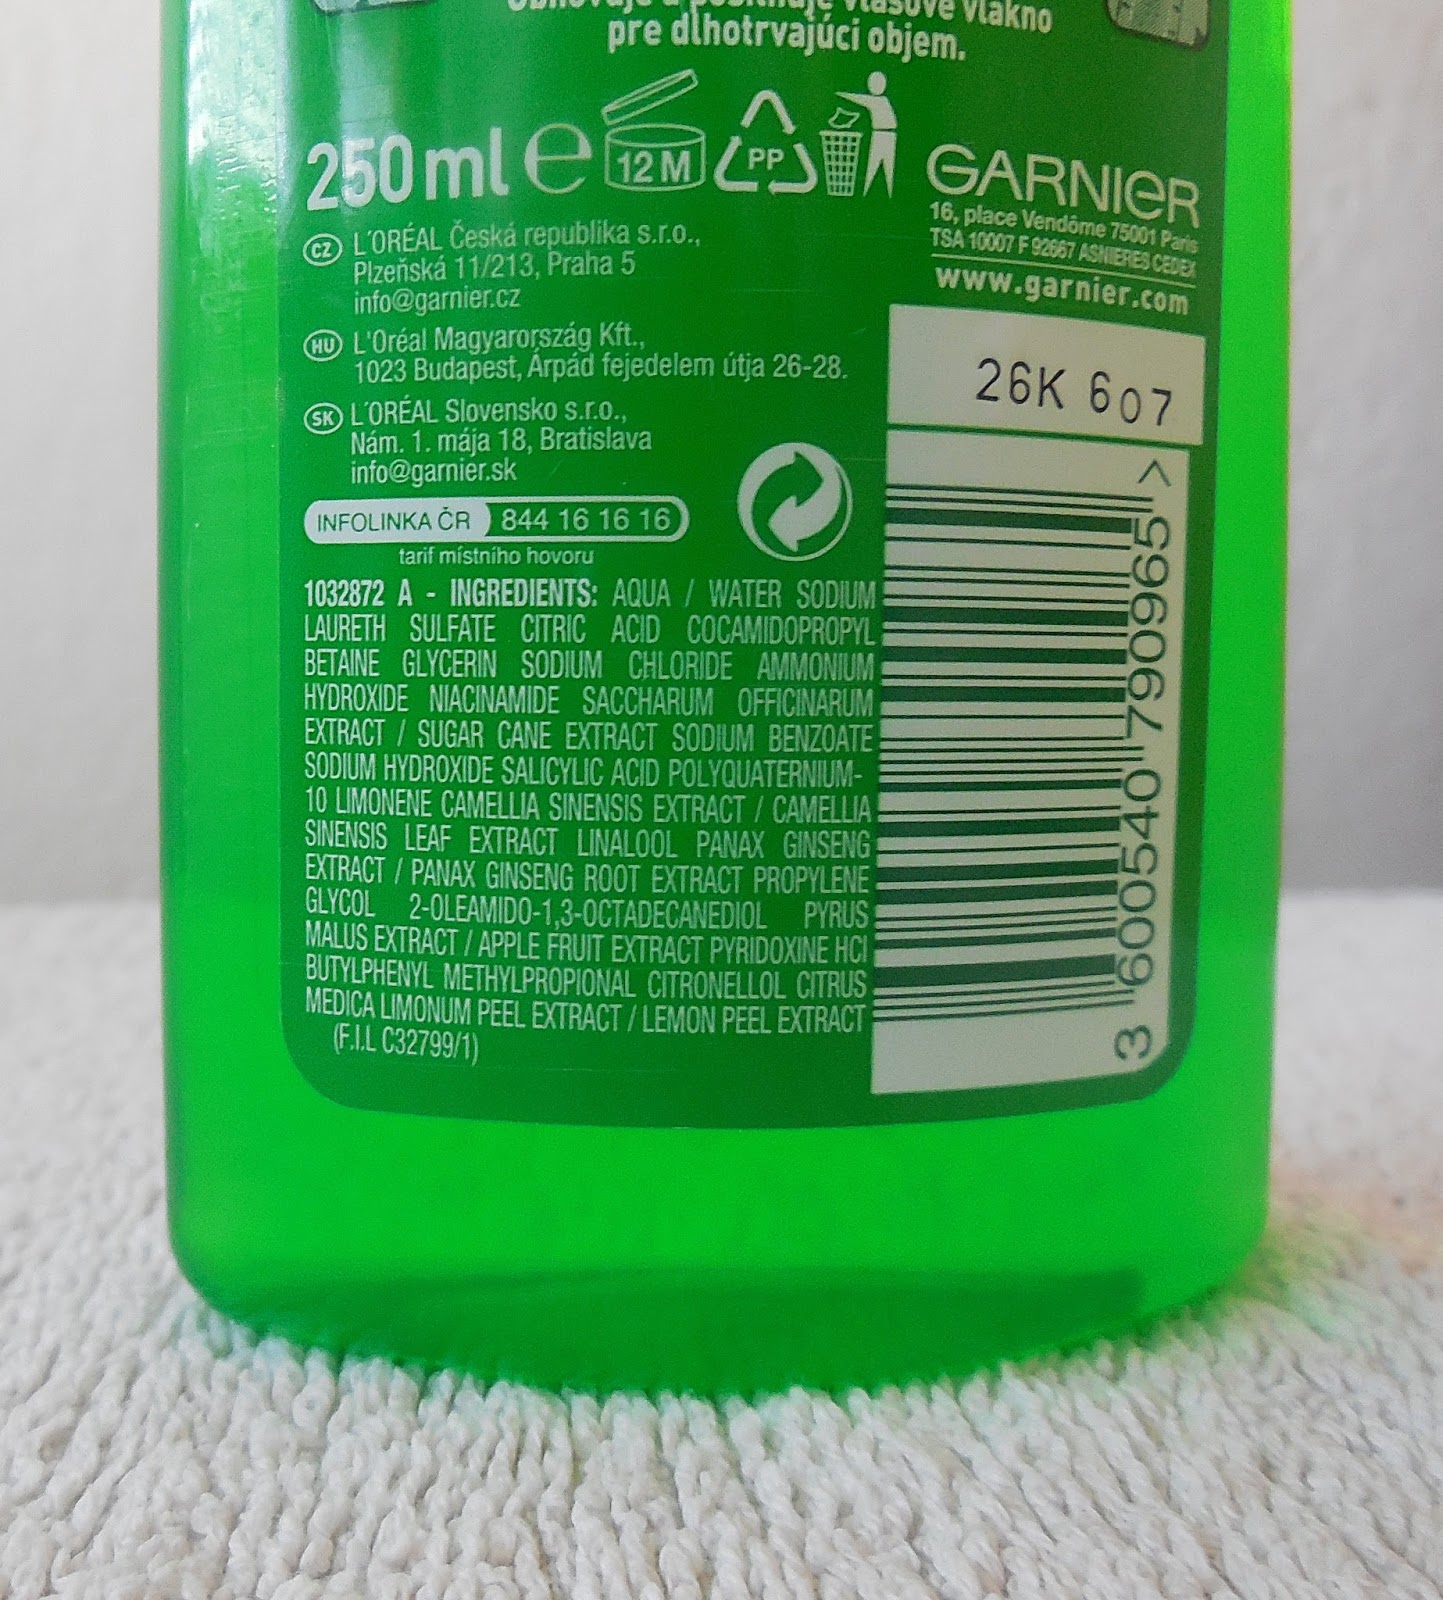 vlasové vlákno
pre dlhotrvajúci objem.
250 ml e 12 M PP
GARNIER
16, place Vendôme 75001 Paris
TSA 10007 F 92667 ASNIERES CEDEX
www.garnier.com
CZ L´ORÉAL Česká republika s.r.o.,
Plzeňská 11/213, Praha 5
info@garnier.cz
HU L'Oréal Magyarország Kft.,
1023 Budapest, Árpád fejedelem útja 26-28.
SK L´ORÉAL Slovensko s.r.o.,
Nám. 1. mája 18, Bratislava
info@garnier.sk
INFOLINKA ČR 844 16 16 16
tarif místního hovoru
26K 607
1032872 A - INGREDIENTS: AQUA / WATER SODIUM
LAURETH SULFATE CITRIC ACID COCAMIDOPROPYL
BETAINE GLYCERIN SODIUM CHLORIDE AMMONIUM
HYDROXIDE NIACINAMIDE SACCHARUM OFFICINARUM
EXTRACT / SUGAR CANE EXTRACT SODIUM BENZOATE
SODIUM HYDROXIDE SALICYLIC ACID POLYQUATERNIUM-
10 LIMONENE CAMELLIA SINENSIS EXTRACT / CAMELLIA
SINENSIS LEAF EXTRACT LINALOOL PANAX GINSENG
EXTRACT / PANAX GINSENG ROOT EXTRACT PROPYLENE
GLYCOL 2-OLEAMIDO-1,3-OCTADECANEDIOL PYRUS
MALUS EXTRACT / APPLE FRUIT EXTRACT PYRIDOXINE HCl
BUTYLPHENYL METHYLPROPIONAL CITRONELLOL CITRUS
MEDICA LIMONUM PEEL EXTRACT / LEMON PEEL EXTRACT
(F.I.L C32799/1)
3 600540 790965 >